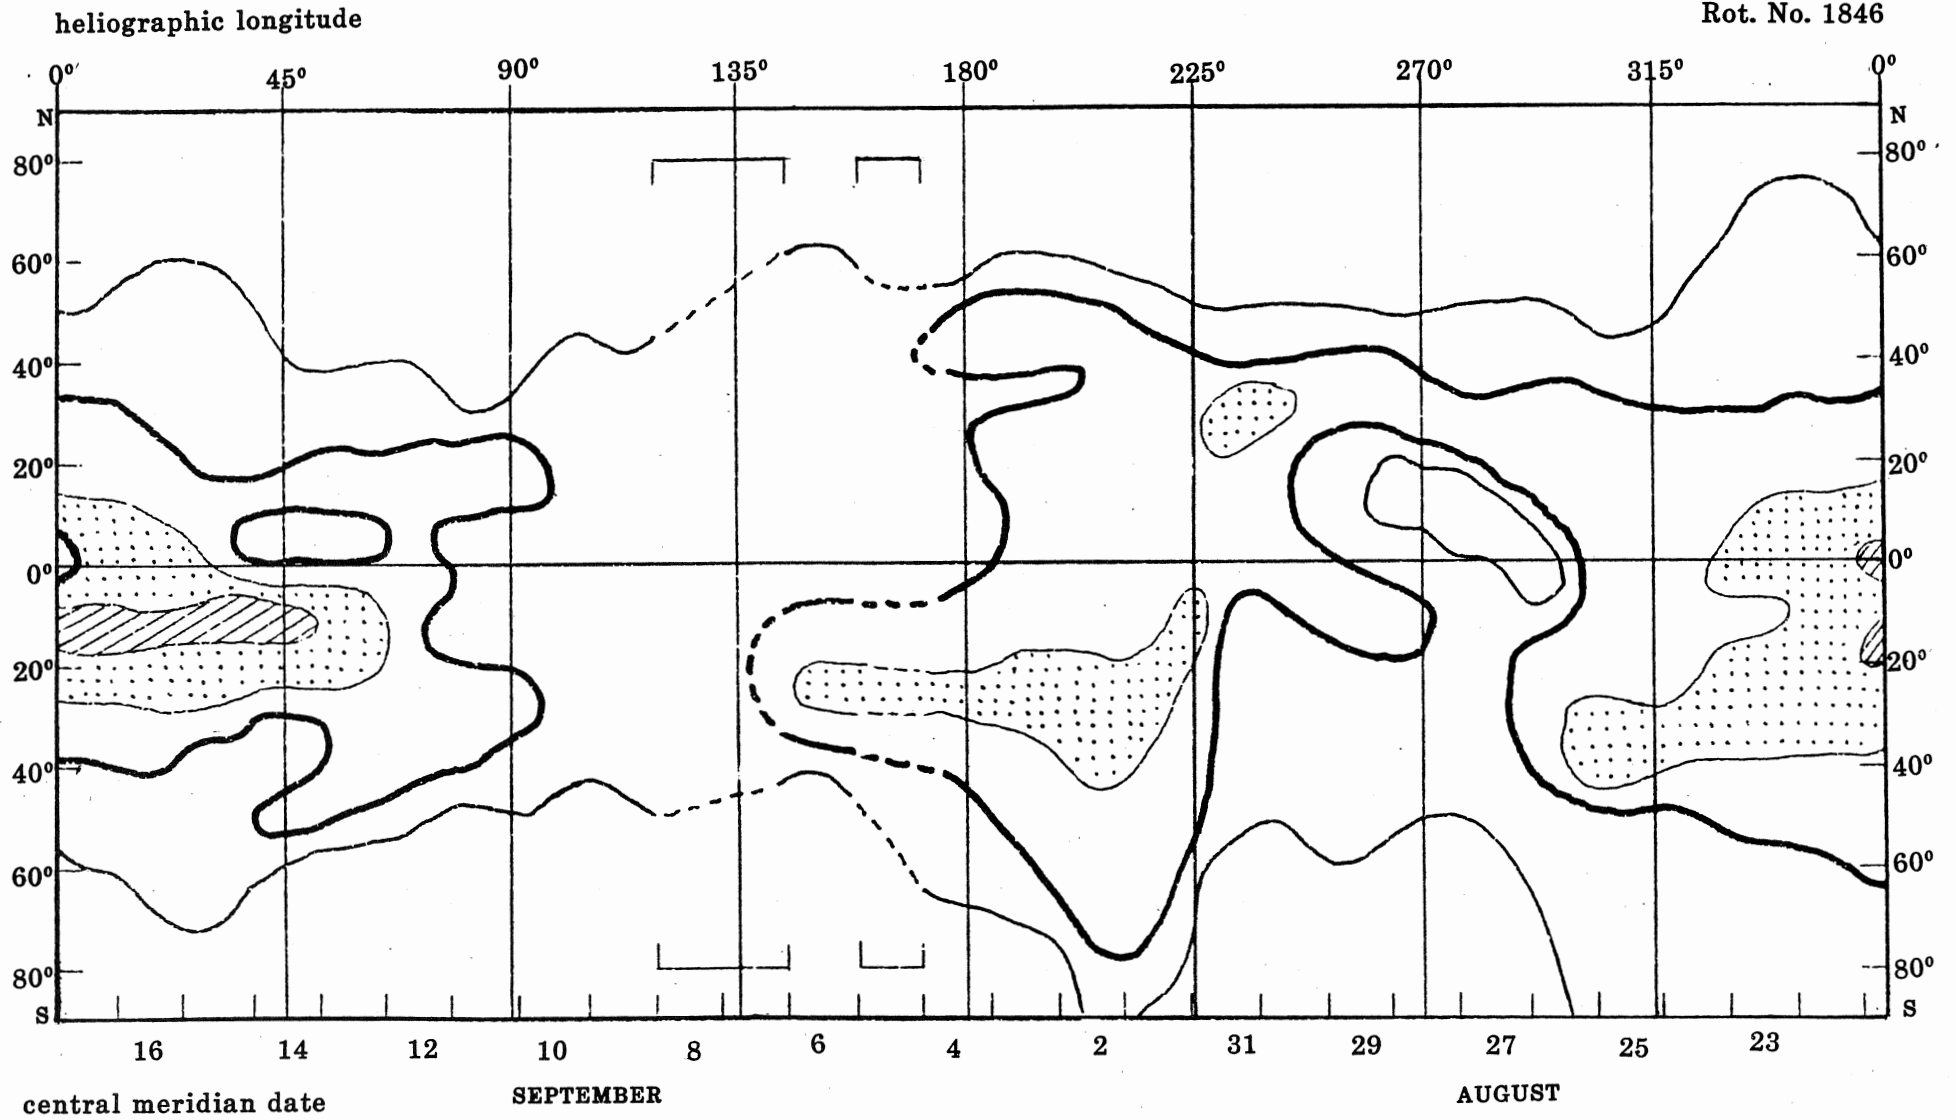 heliographic longitude Rot. No. 1846
0° 45° 90° 135° 180° 225° 270° 315° 0°
N N
80° 80°
60° 60°
40° 40°
20° 20°
0° 0°
20° 20°
40° 40°
60° 60°
80° 80°
S S
16 14 12 10 8 6 4 2 31 29 27 25 23
SEPTEMBER AUGUST
central meridian date